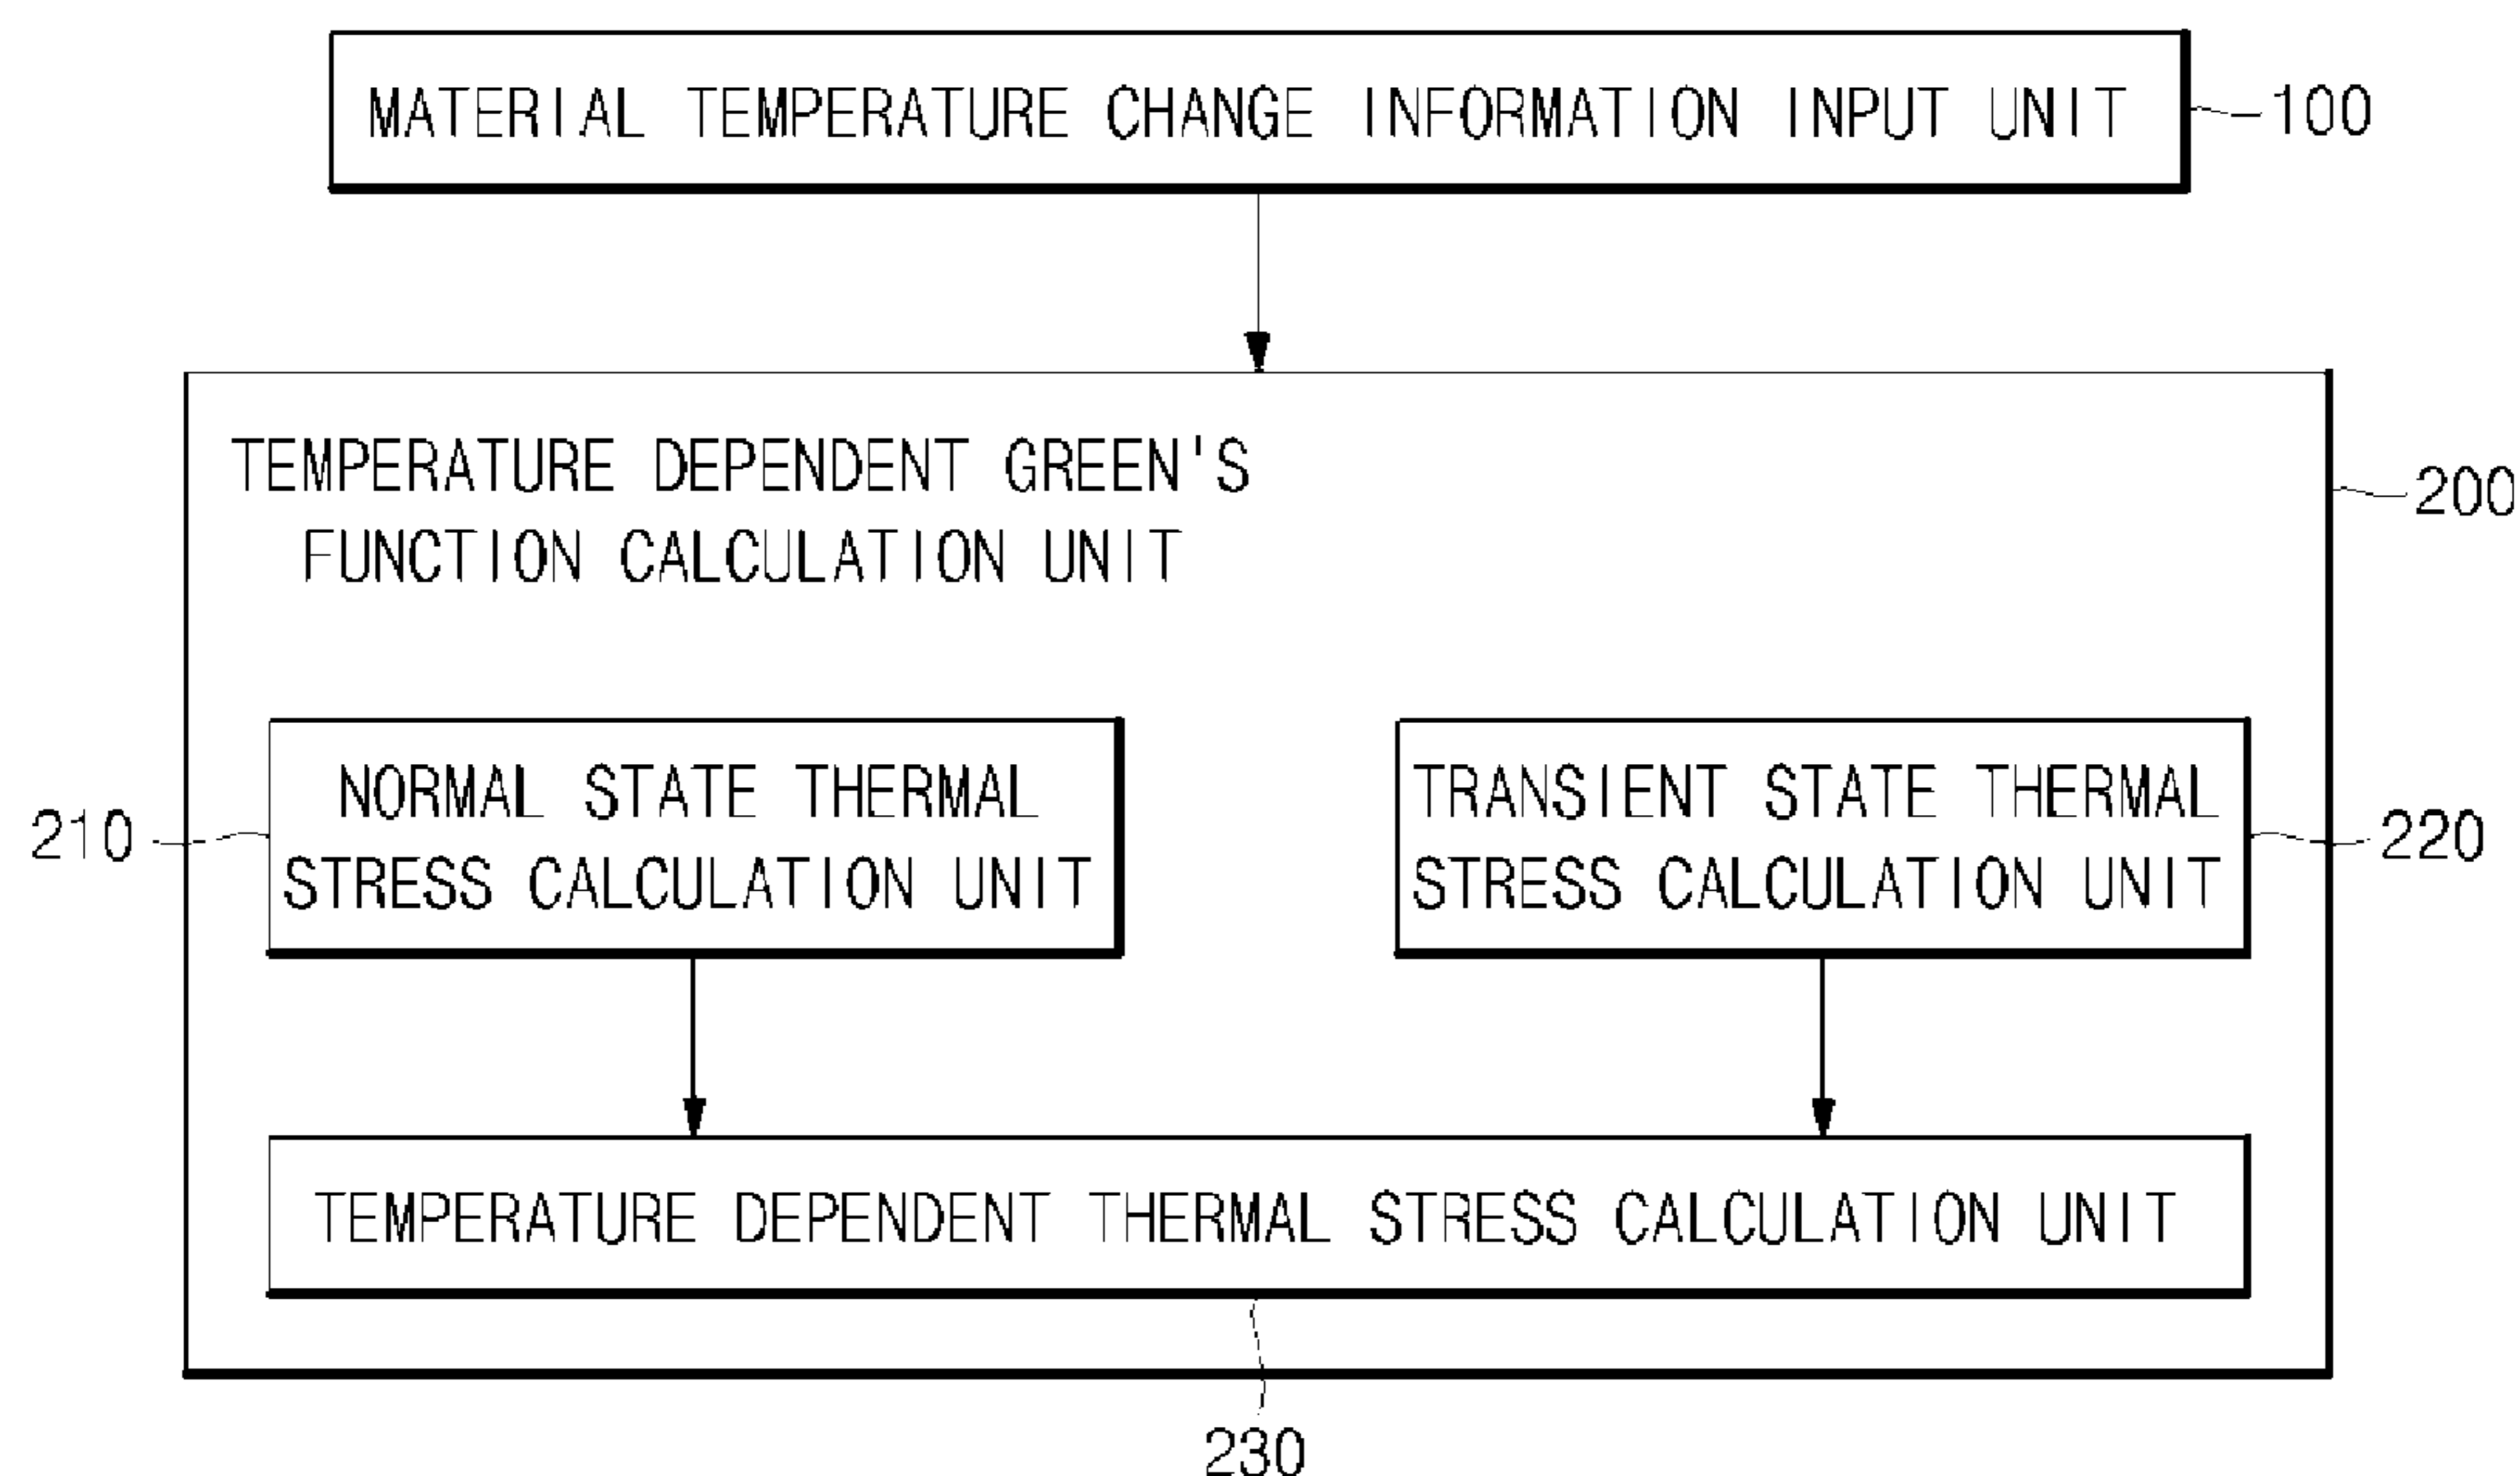 MATERIAL TEMPERATURE CHANGE INFORMATION INPUT UNIT
100
TEMPERATURE DEPENDENT GREEN'S
FUNCTION CALCULATION UNIT
200
NORMAL STATE THERMAL
STRESS CALCULATION UNIT
210
TRANSIENT STATE THERMAL
STRESS CALCULATION UNIT
220
TEMPERATURE DEPENDENT THERMAL STRESS CALCULATION UNIT
230